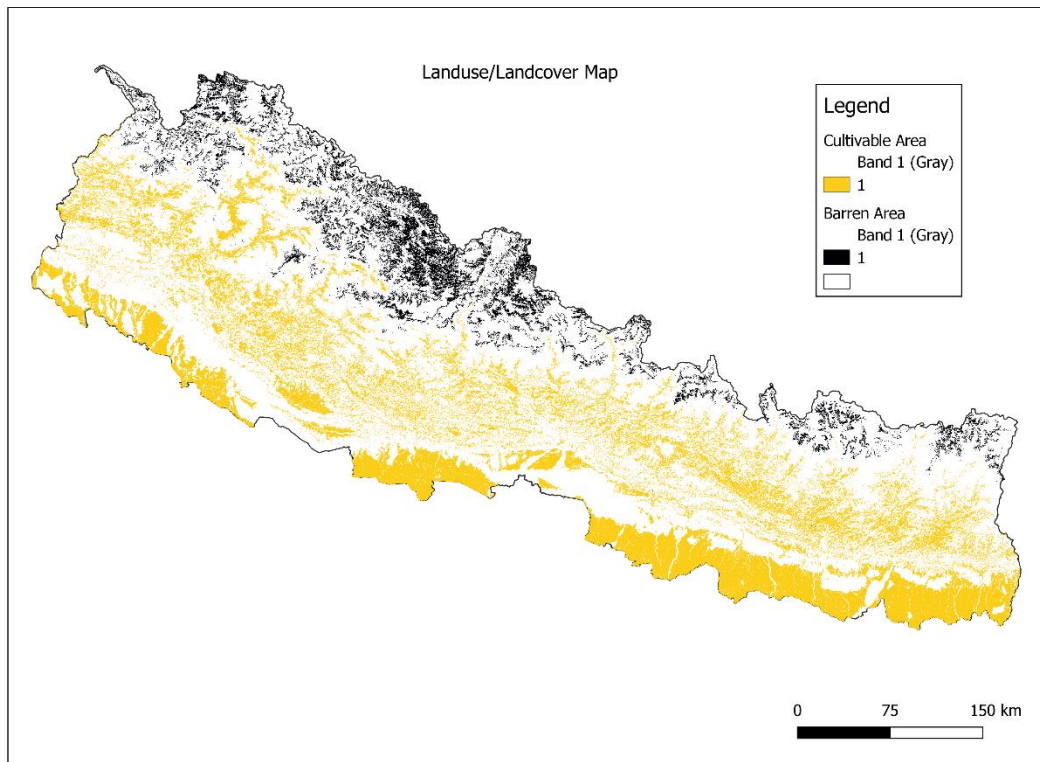 Landuse/Landcover Map
Legend
Cultivable Area
Band 1 (Gray)
1
Barren Area
Band 1 (Gray)
1
0 75 150 km